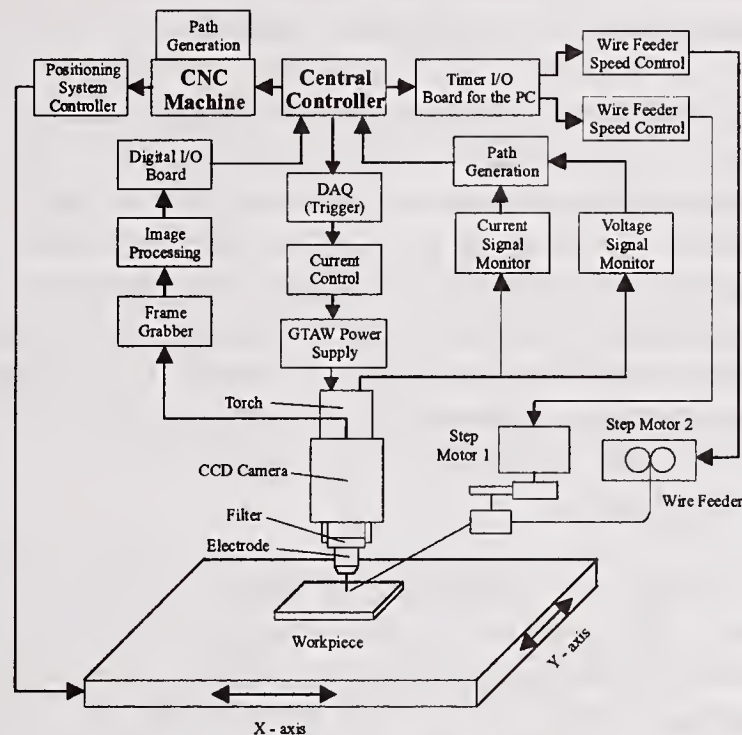 Path
Generation
Positioning
System
Controller
CNC
Machine
Central
Controller
Timer I/O
Board for the PC
Wire Feeder
Speed Control
Wire Feeder
Speed Control
Digital I/O
Board
DAQ
(Trigger)
Path
Generation
Image
Processing
Current
Control
Current
Signal
Monitor
Voltage
Signal
Monitor
Frame
Grabber
GTAW Power
Supply
Torch
Step
Motor 1
Step Motor 2
CCD Camera
Wire Feeder
Filter
Electrode
Workpiece
Y - axis
X - axis